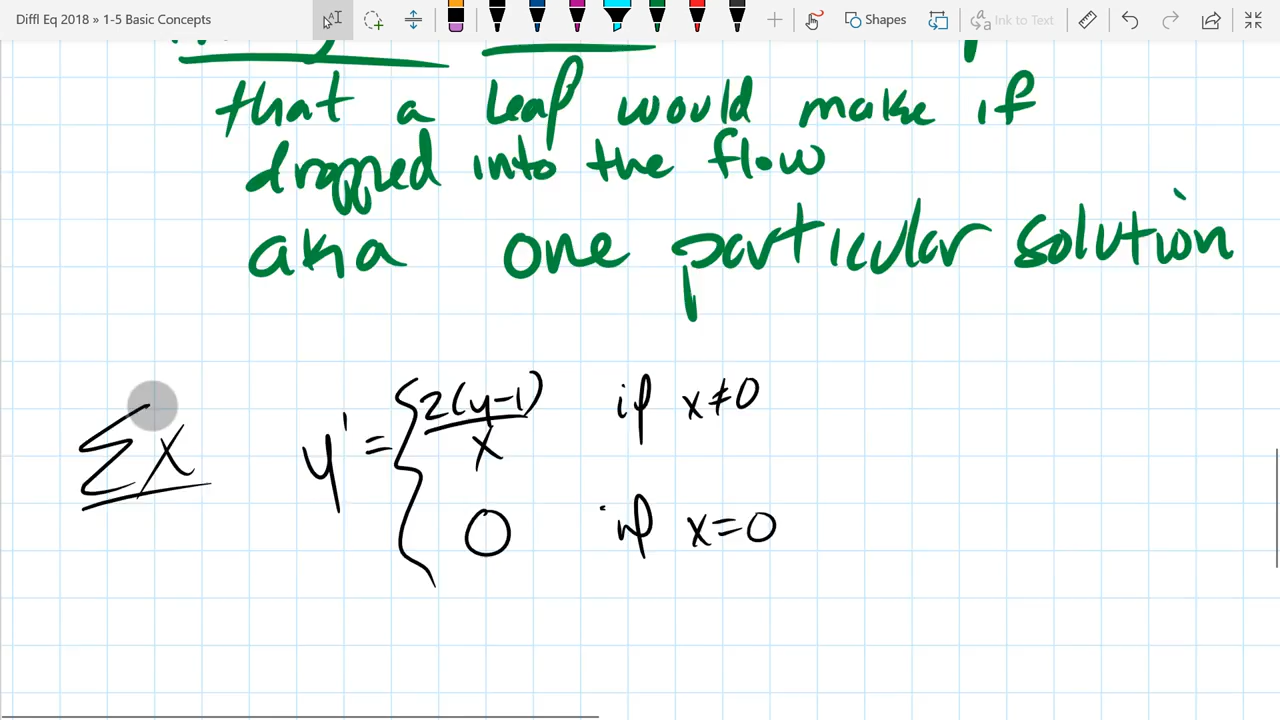 Diffl Eq 2018 » 1-5 Basic Concepts
Shapes
Ink to Text
that a leaf would make if
dropped into the flow
aka one particular solution
Ex y' = { 2(y-1)/x if x≠0
0 if x=0